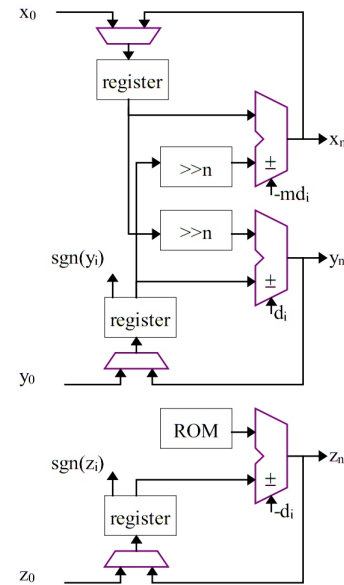 x₀
register
xₙ
>>n
±
-mdᵢ
>>n
sgn(yᵢ)
yₙ
±
register
dᵢ
y₀
ROM
sgn(zᵢ)
zₙ
±
register
-dᵢ
z₀